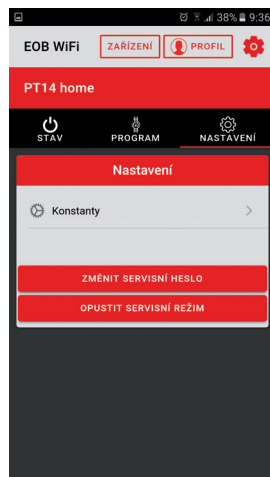 38% 9:36
EOB WiFi ZAŘÍZENÍ PROFIL
PT14 home
STAV PROGRAM NASTAVENÍ
Nastavení
Konstanty
ZMĚNIT SERVISNÍ HESLO
OPUSTIT SERVISNÍ REŽIM